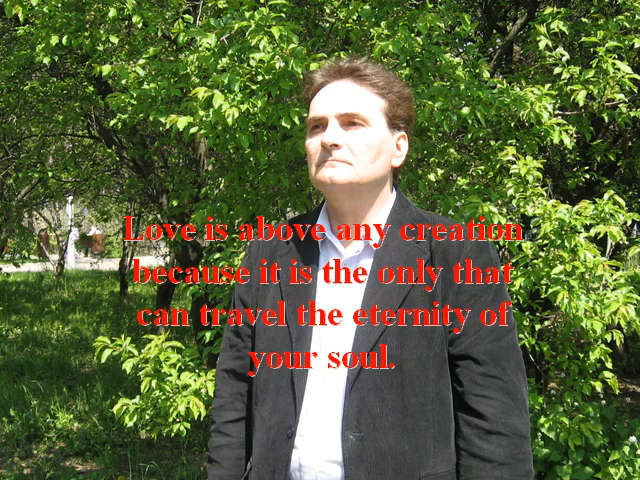 Love is above any creation
because it is the only that
can travel the eternity of
your soul.